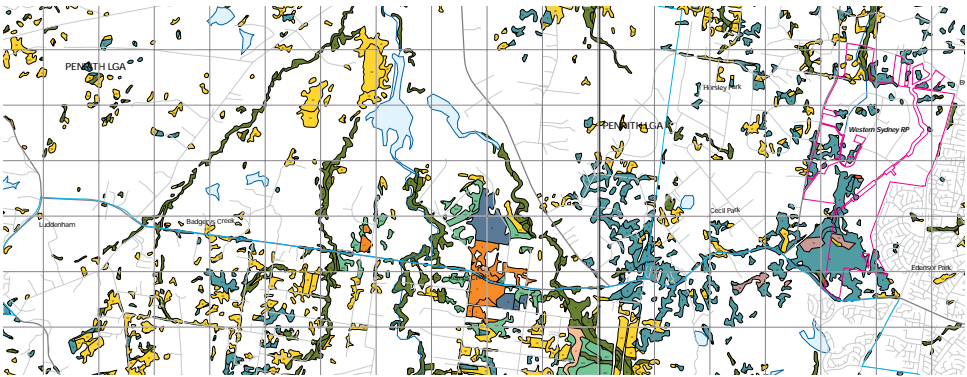 PENRITH LGA
Horsley Park
PENRITH LGA
Western Sydney RP
Luddenham
Badgerys Creek
Cecil Park
Edensor Park